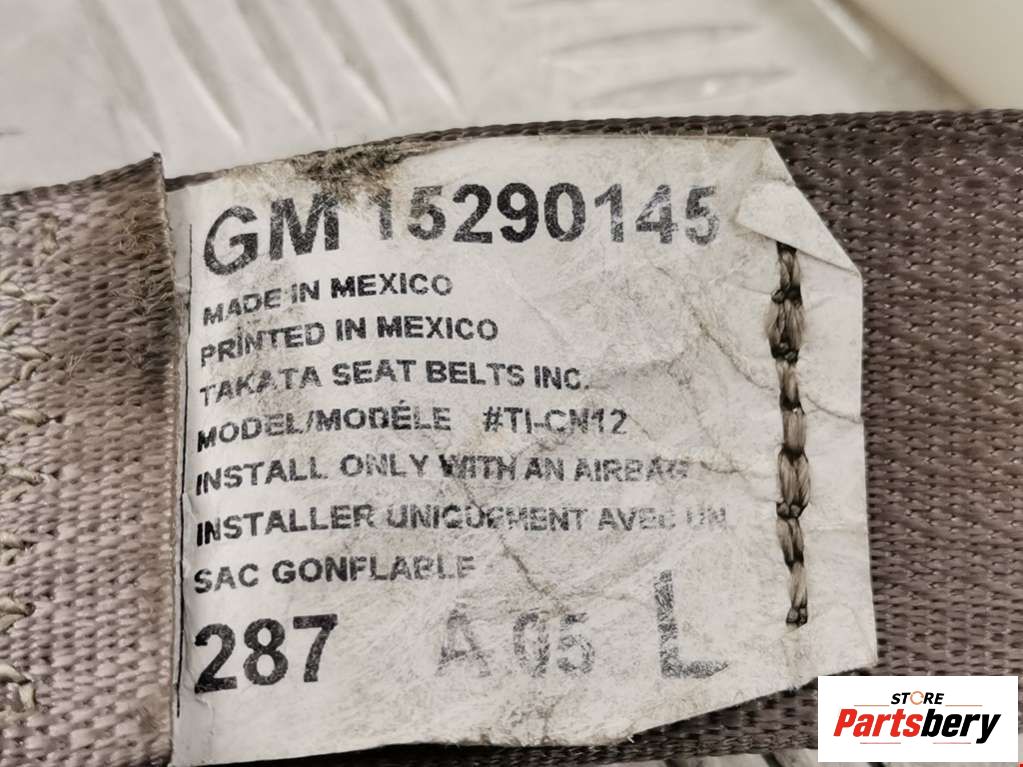 GM 15290145
MADE IN MEXICO
PRINTED IN MEXICO
TAKATA SEAT BELTS INC.
MODEL/MODÉLE #TI-CN12
INSTALL ONLY WITH AN AIRBAG
INSTALLER UNIQUEMENT AVEC UN
SAC GONFLABLE
287 A 05 L
STORE
Partsbery